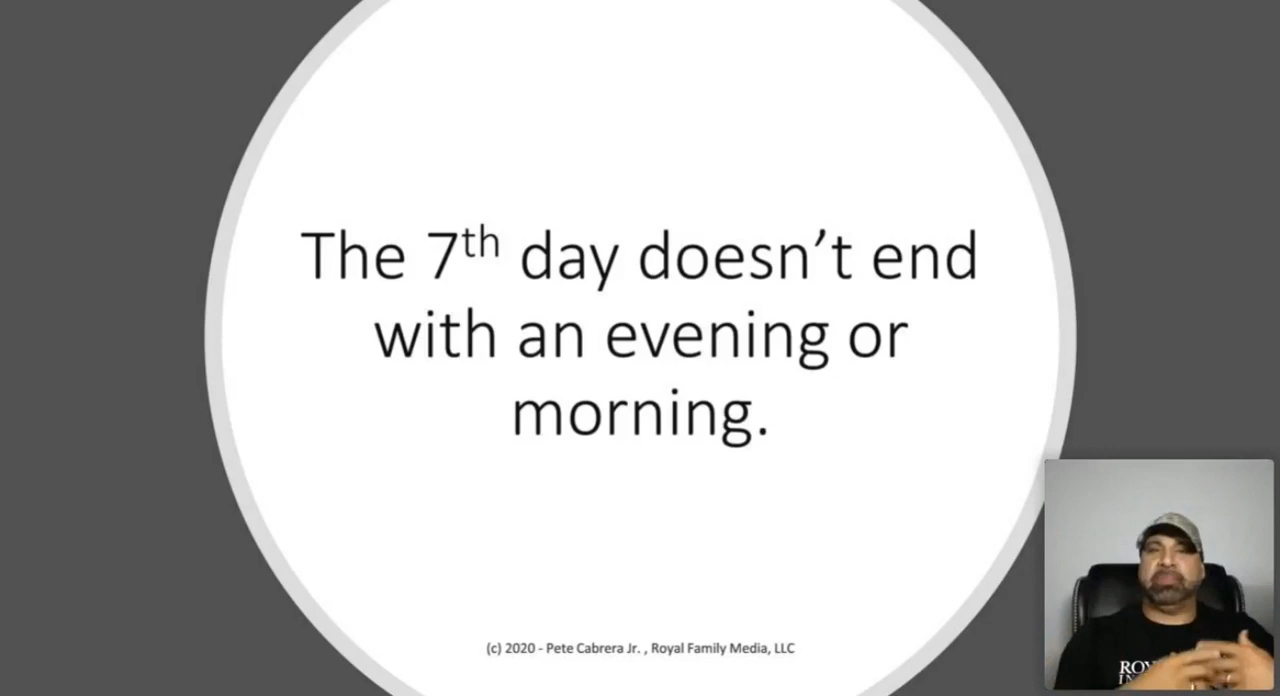 The 7th day doesn't end
with an evening or
morning.
(c) 2020 - Pete Cabrera Jr. , Royal Family Media, LLC